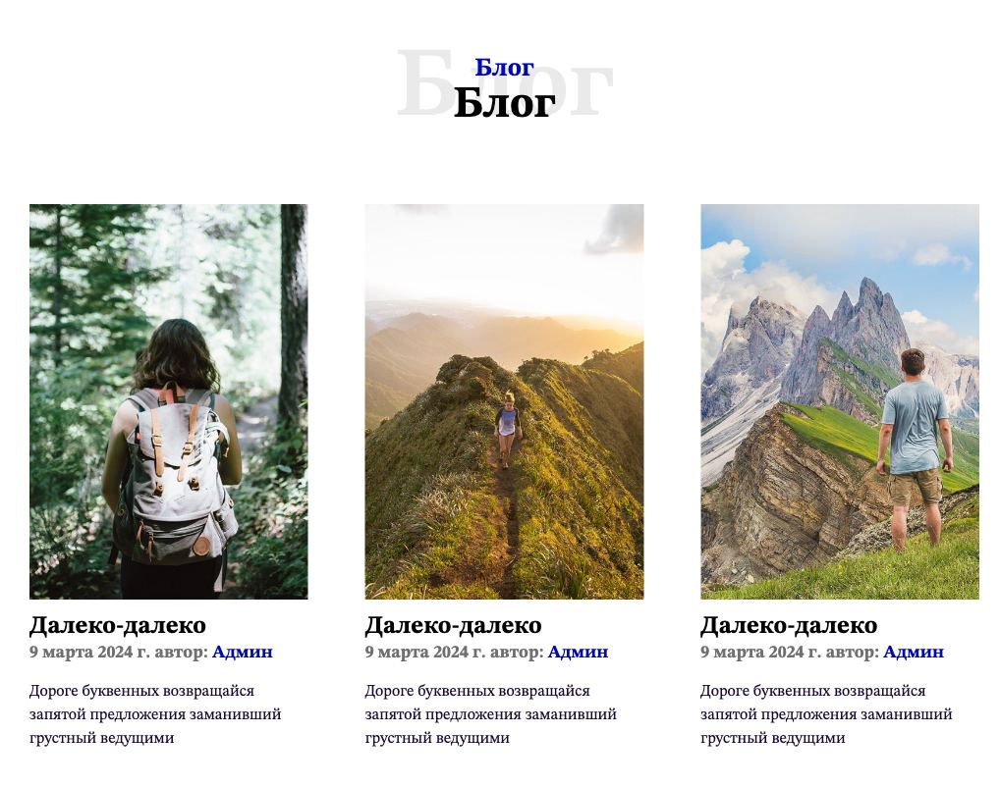 Блог
Блог
Блог
Далеко-далеко
9 марта 2024 г. автор: Админ
Дороге буквенных возвращайся
запятой предложения заманивший
грустный ведущими
Далеко-далеко
9 марта 2024 г. автор: Админ
Дороге буквенных возвращайся
запятой предложения заманивший
грустный ведущими
Далеко-далеко
9 марта 2024 г. автор: Админ
Дороге буквенных возвращайся
запятой предложения заманивший
грустный ведущими